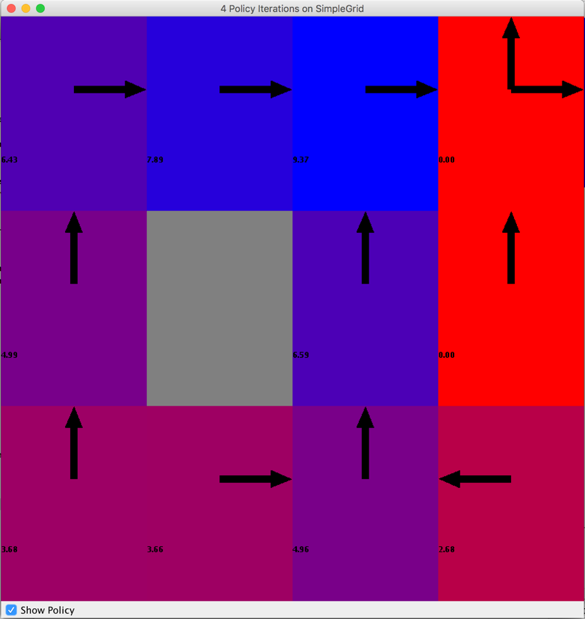 4 Policy Iterations on SimpleGrid
6.43 7.89 9.37 0.00
4.99 6.59 0.00
3.68 3.66 4.96 2.68
Show Policy